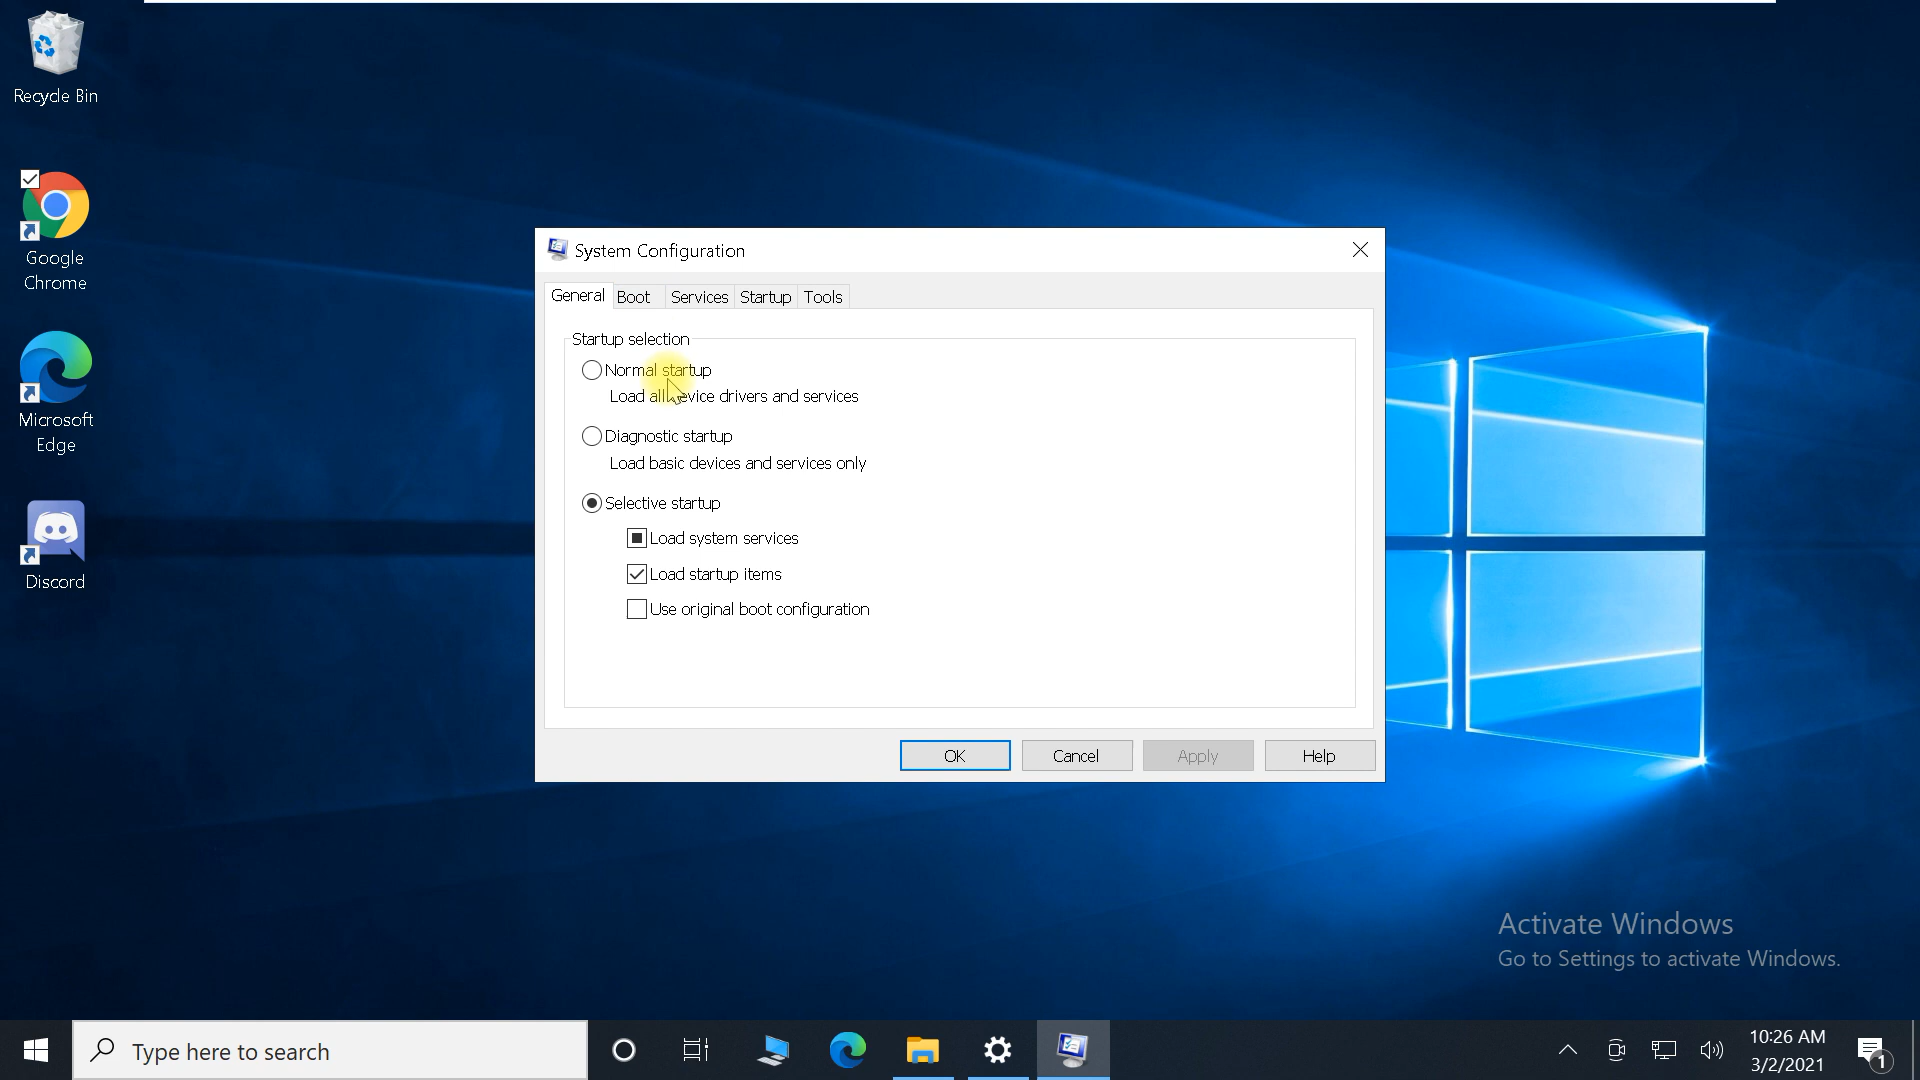 Recycle Bin
Google
Chrome
Microsoft
Edge
Discord
System Configuration
General Boot Services Startup Tools
Startup selection
Normal startup
Load all device drivers and services
Diagnostic startup
Load basic devices and services only
Selective startup
Load system services
Load startup items
Use original boot configuration
OK Cancel Apply Help
Activate Windows
Go to Settings to activate Windows.
Type here to search
10:26 AM
3/2/2021
1